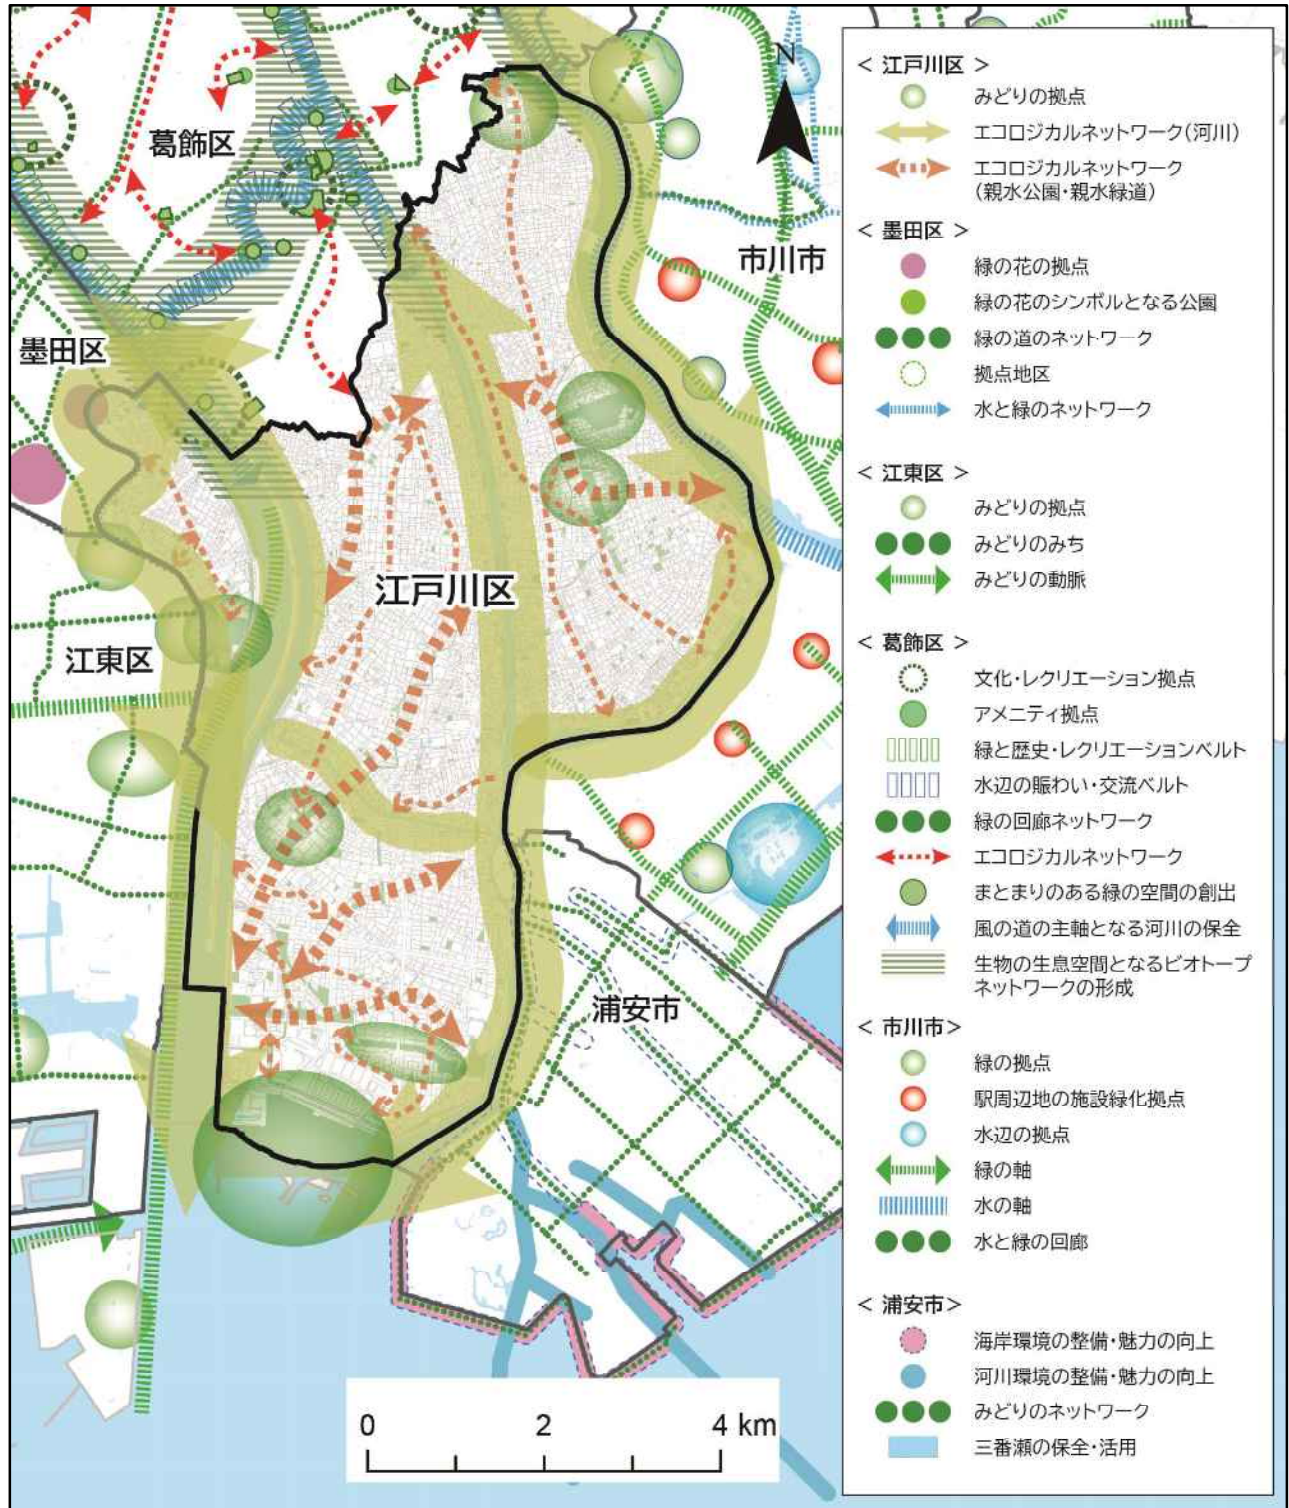 葛飾区
墨田区
江東区
江戸川区
市川市
浦安市
N
0 2 4 km
< 江戸川区 >
みどりの拠点
エコロジカルネットワーク(河川)
エコロジカルネットワーク
(親水公園・親水緑道)
< 墨田区 >
緑の花の拠点
緑の花のシンボルとなる公園
緑の道のネットワーク
拠点地区
水と緑のネットワーク
< 江東区 >
みどりの拠点
みどりのみち
みどりの動脈
< 葛飾区 >
文化・レクリエーション拠点
アメニティ拠点
緑と歴史・レクリエーションベルト
水辺の賑わい・交流ベルト
緑の回廊ネットワーク
エコロジカルネットワーク
まとまりのある緑の空間の創出
風の道の主軸となる河川の保全
生物の生息空間となるビオトープ
ネットワークの形成
< 市川市>
緑の拠点
駅周辺地の施設緑化拠点
水辺の拠点
緑の軸
水の軸
水と緑の回廊
< 浦安市>
海岸環境の整備・魅力の向上
河川環境の整備・魅力の向上
みどりのネットワーク
三番瀬の保全・活用